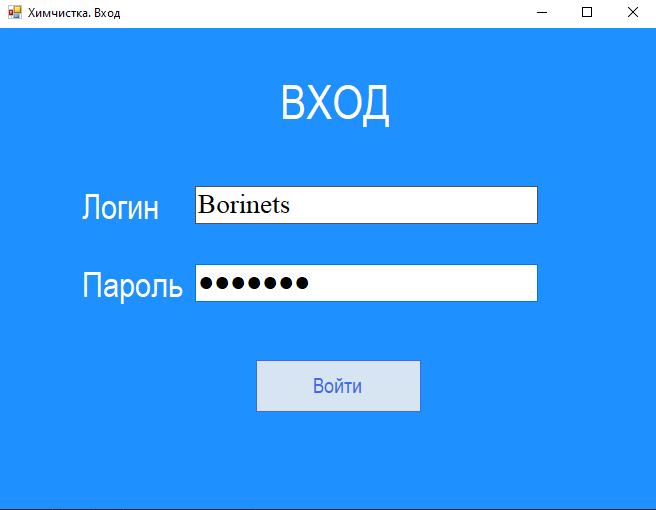 Химчистка. Вход
ВХОД
Логин
Borinets
Пароль
●●●●●●●
Войти